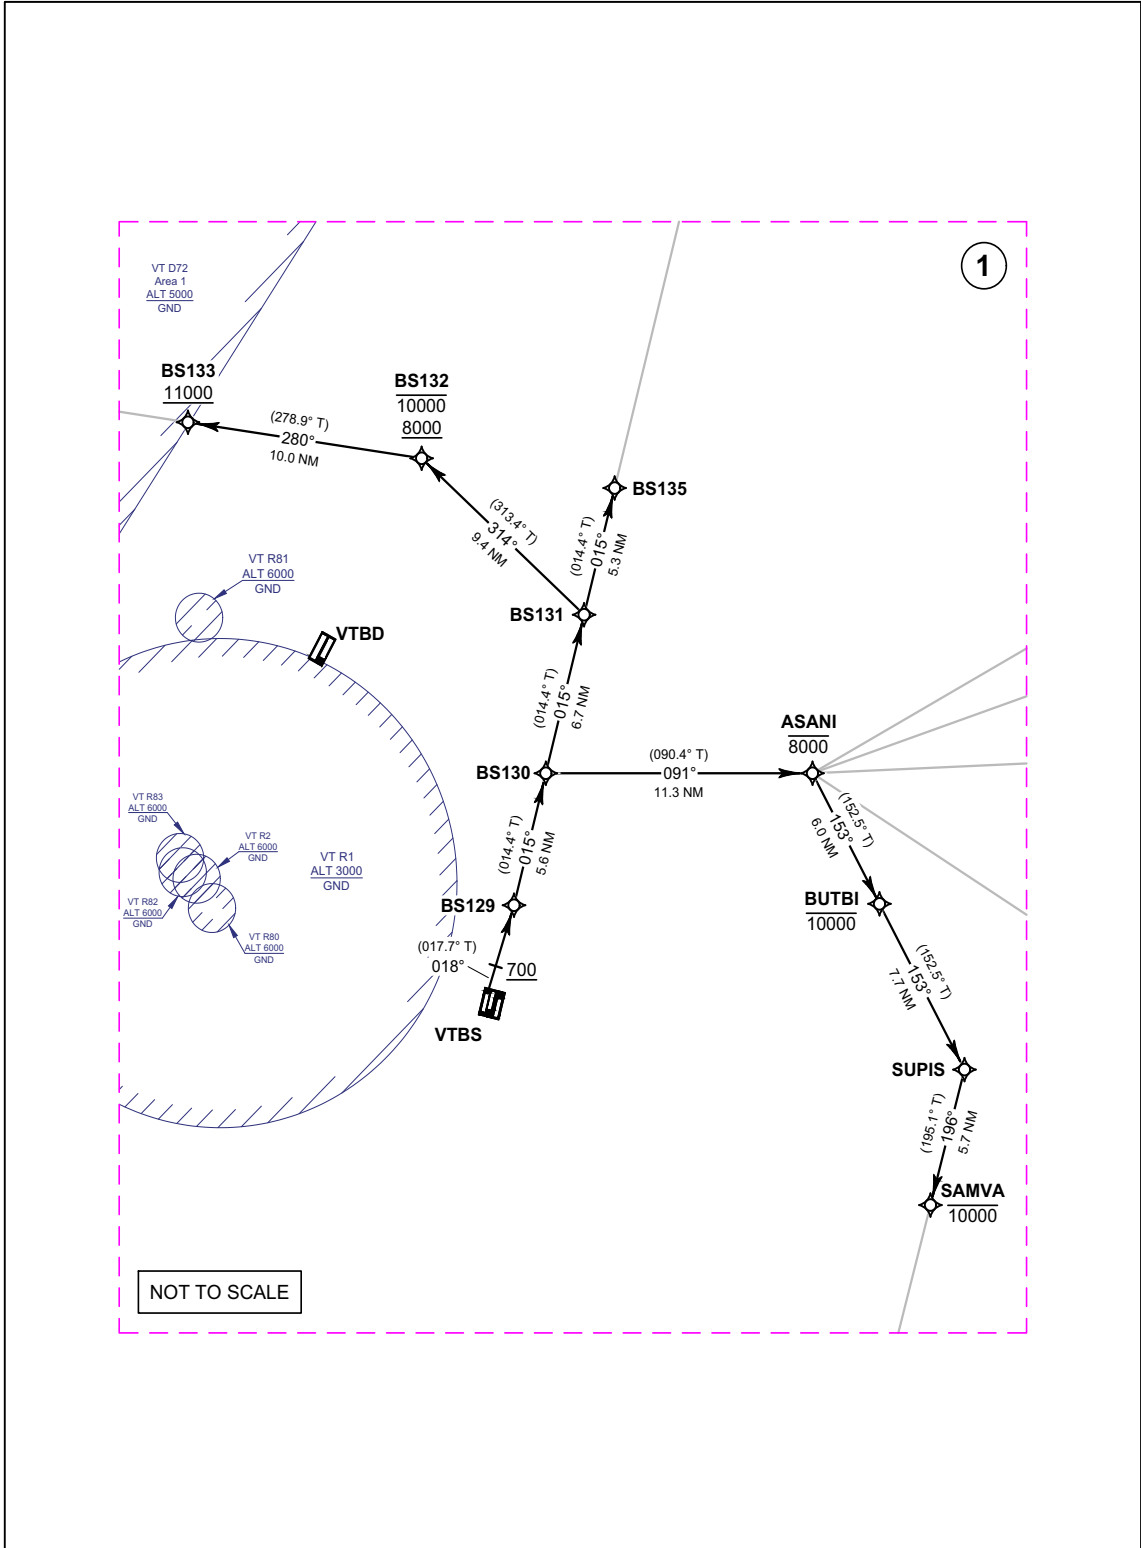 1
VT D72
Area 1
ALT 5000
GND
BS133
11000
BS132
10000
8000
(278.9° T)
280°
10.0 NM
BS135
(313.4° T)
314°
9.4 NM
(014.4° T)
015°
5.3 NM
VT R81
ALT 6000
GND
BS131
VTBD
(014.4° T)
015°
6.7 NM
ASANI
8000
BS130
(090.4° T)
091°
11.3 NM
VT R83
ALT 6000
GND
VT R2
ALT 6000
GND
VT R1
ALT 3000
GND
(014.4° T)
015°
5.6 NM
(152.5° T)
153°
6.0 NM
VT R82
ALT 6000
GND
BS129
BUTBI
10000
VT R80
ALT 6000
GND
(017.7° T)
018°
700
(152.5° T)
153°
7.7 NM
VTBS
SUPIS
(195.1° T)
196°
5.7 NM
SAMVA
10000
NOT TO SCALE